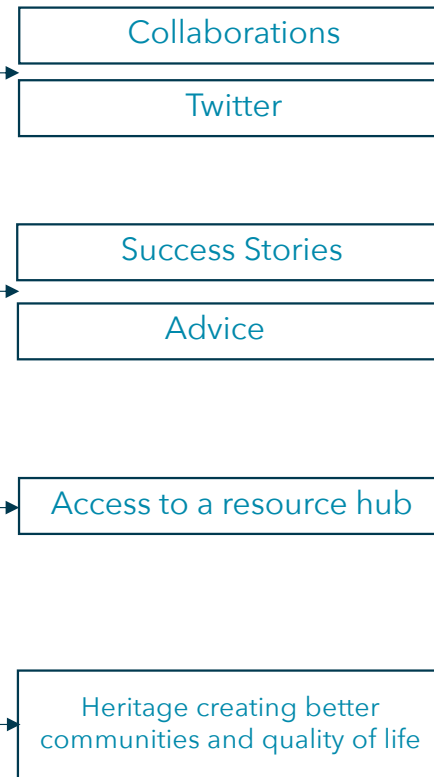 Collaborations
Twitter
Success Stories
Advice
Access to a resource hub
Heritage creating better
communities and quality of life